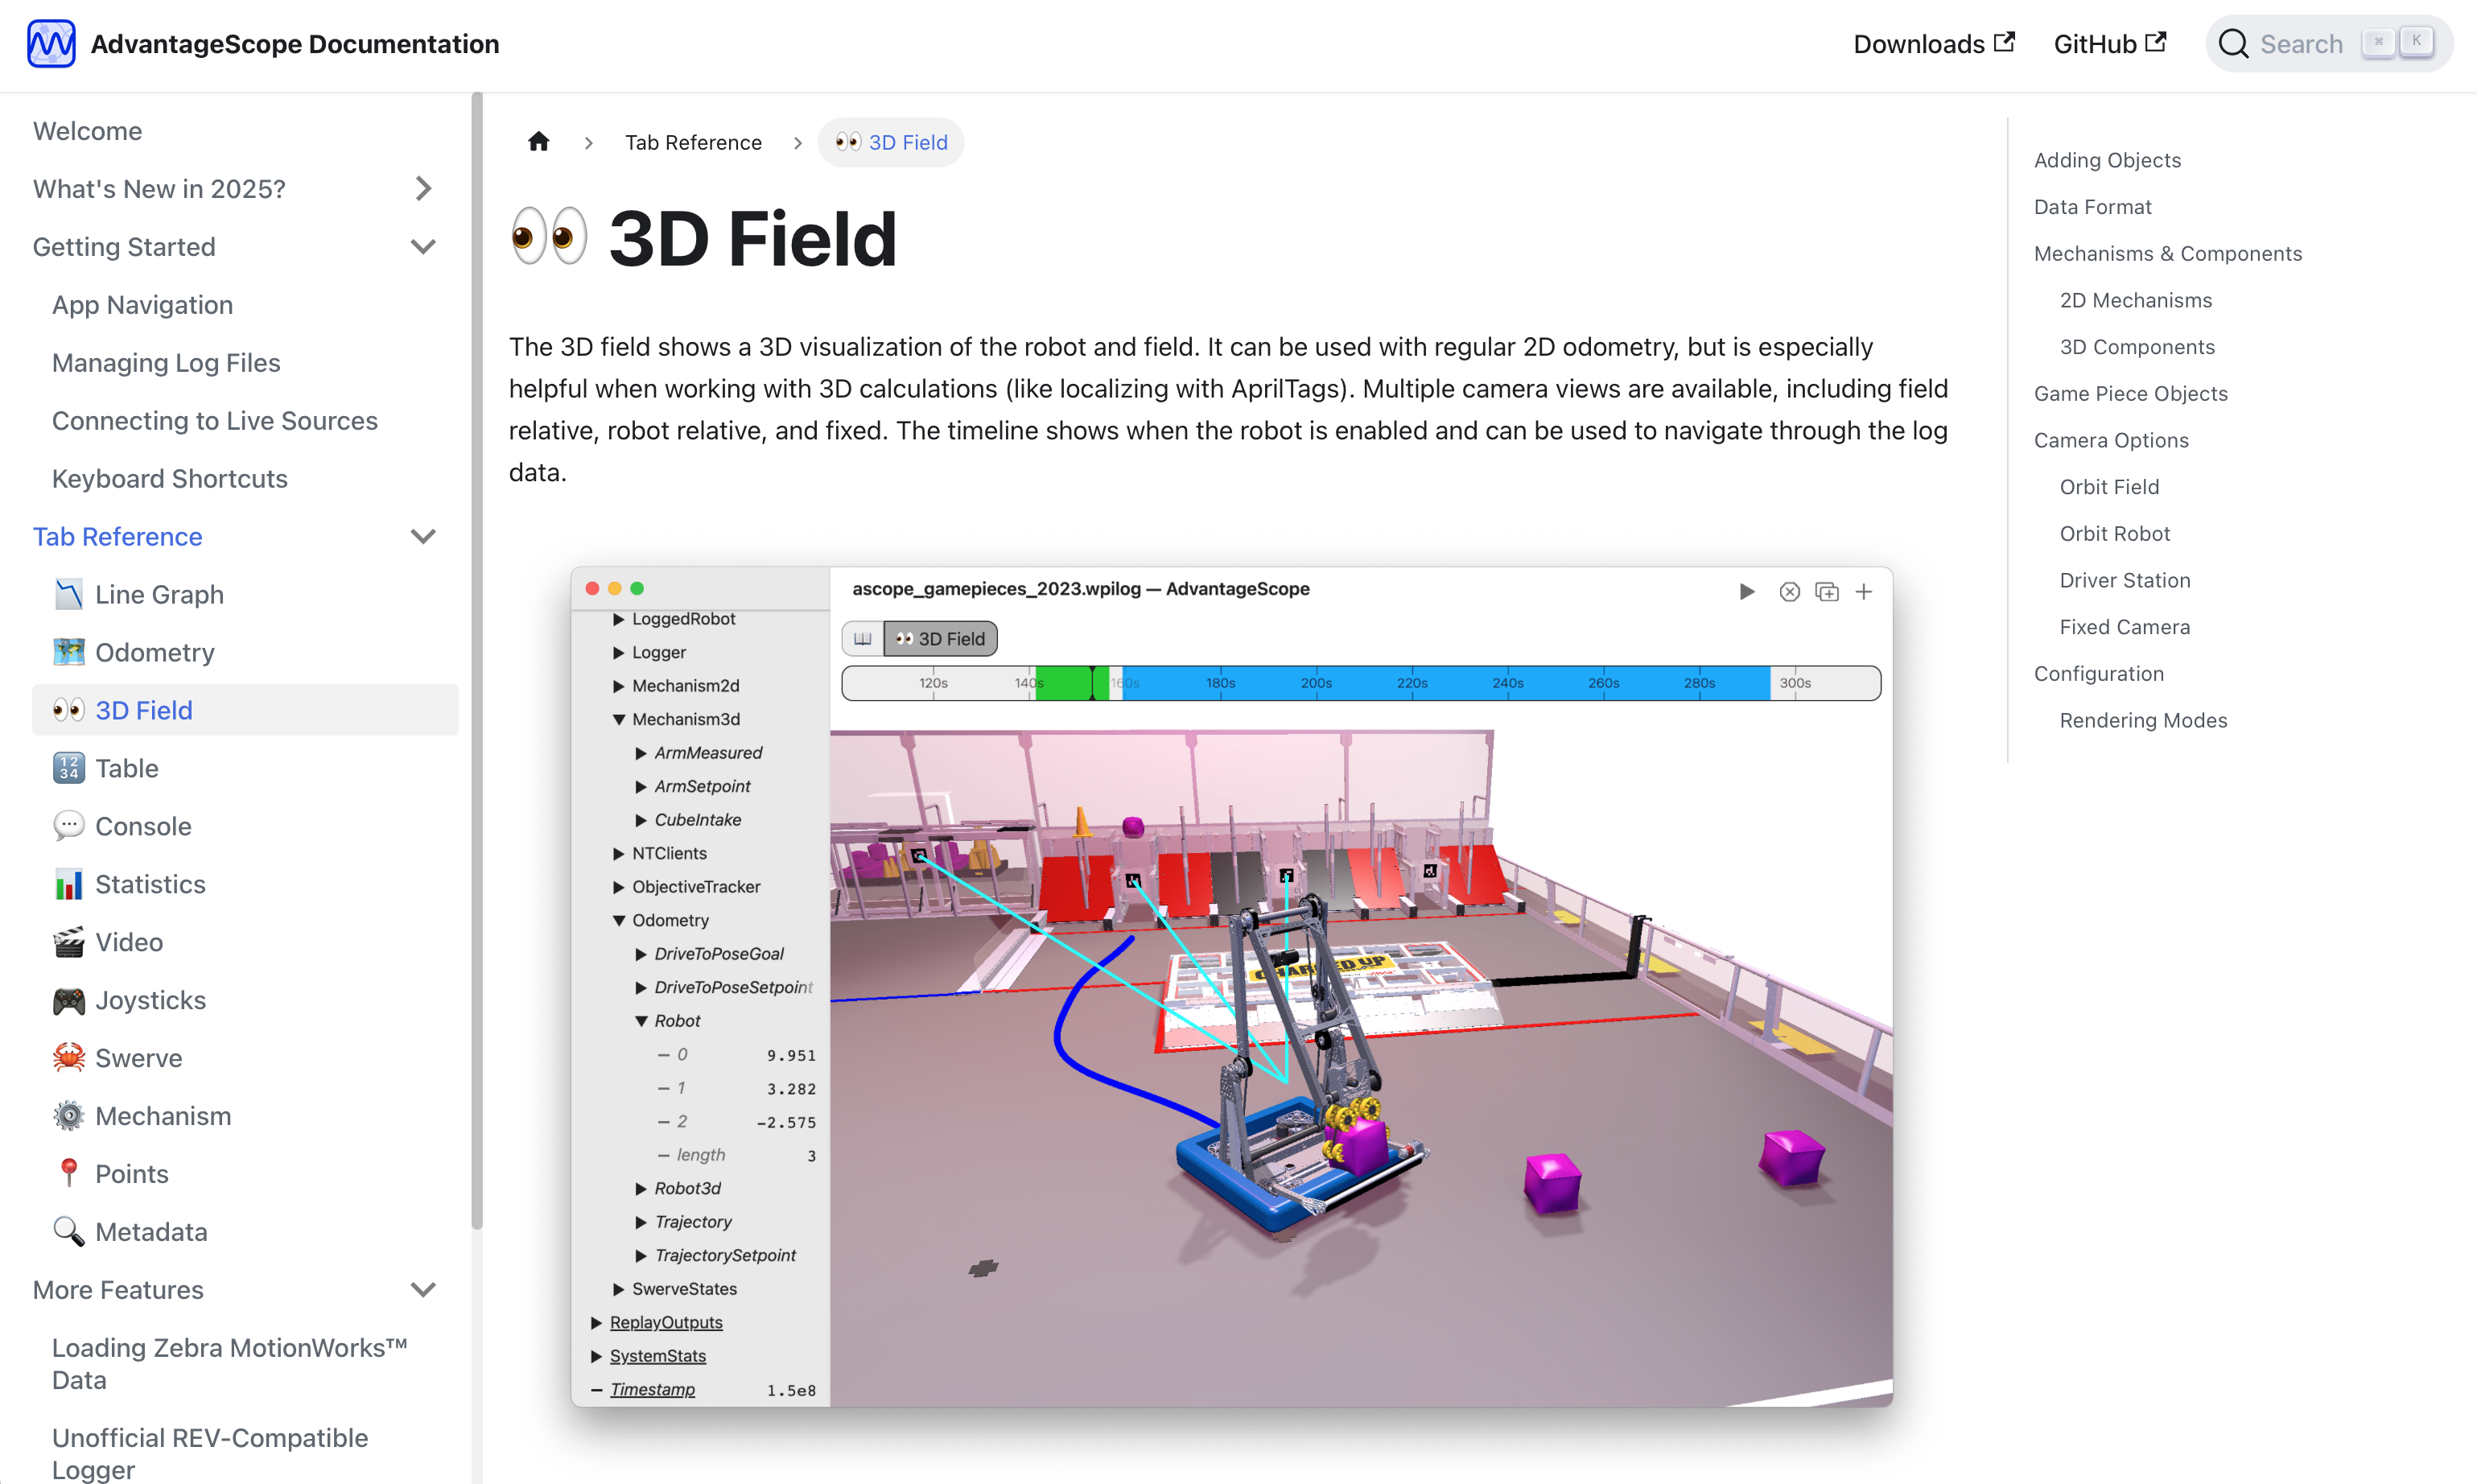 AdvantageScope Documentation
Downloads
GitHub
Search ⌘ K
Welcome
What's New in 2025?
Getting Started
App Navigation
Managing Log Files
Connecting to Live Sources
Keyboard Shortcuts
Tab Reference
Line Graph
Odometry
3D Field
Table
Console
Statistics
Video
Joysticks
Swerve
Mechanism
Points
Metadata
More Features
Loading Zebra MotionWorks™
Data
Unofficial REV-Compatible
Logger
Tab Reference
3D Field
3D Field
The 3D field shows a 3D visualization of the robot and field. It can be used with regular 2D odometry, but is especially
helpful when working with 3D calculations (like localizing with AprilTags). Multiple camera views are available, including field
relative, robot relative, and fixed. The timeline shows when the robot is enabled and can be used to navigate through the log
data.
ascope_gamepieces_2023.wpilog — AdvantageScope
3D Field
120s 140s 160s 180s 200s 220s 240s 260s 280s 300s
LoggedRobot
Logger
Mechanism2d
Mechanism3d
ArmMeasured
ArmSetpoint
CubeIntake
NTClients
ObjectiveTracker
Odometry
DriveToPoseGoal
DriveToPoseSetpoint
Robot
0 9.951
1 3.282
2 -2.575
length 3
Robot3d
Trajectory
TrajectorySetpoint
SwerveStates
ReplayOutputs
SystemStats
Timestamp 1.5e8
CHARGED UP
Adding Objects
Data Format
Mechanisms & Components
2D Mechanisms
3D Components
Game Piece Objects
Camera Options
Orbit Field
Orbit Robot
Driver Station
Fixed Camera
Configuration
Rendering Modes